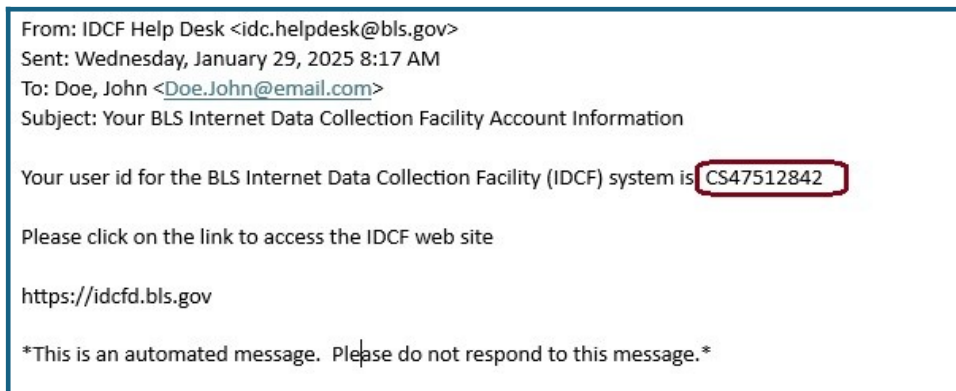 From: IDCF Help Desk <idc.helpdesk@bls.gov>
Sent: Wednesday, January 29, 2025 8:17 AM
To: Doe, John <Doe.John@email.com>
Subject: Your BLS Internet Data Collection Facility Account Information
Your user id for the BLS Internet Data Collection Facility (IDCF) system is CS47512842
Please click on the link to access the IDCF web site
https://idcfd.bls.gov
*This is an automated message.  Please do not respond to this message.*